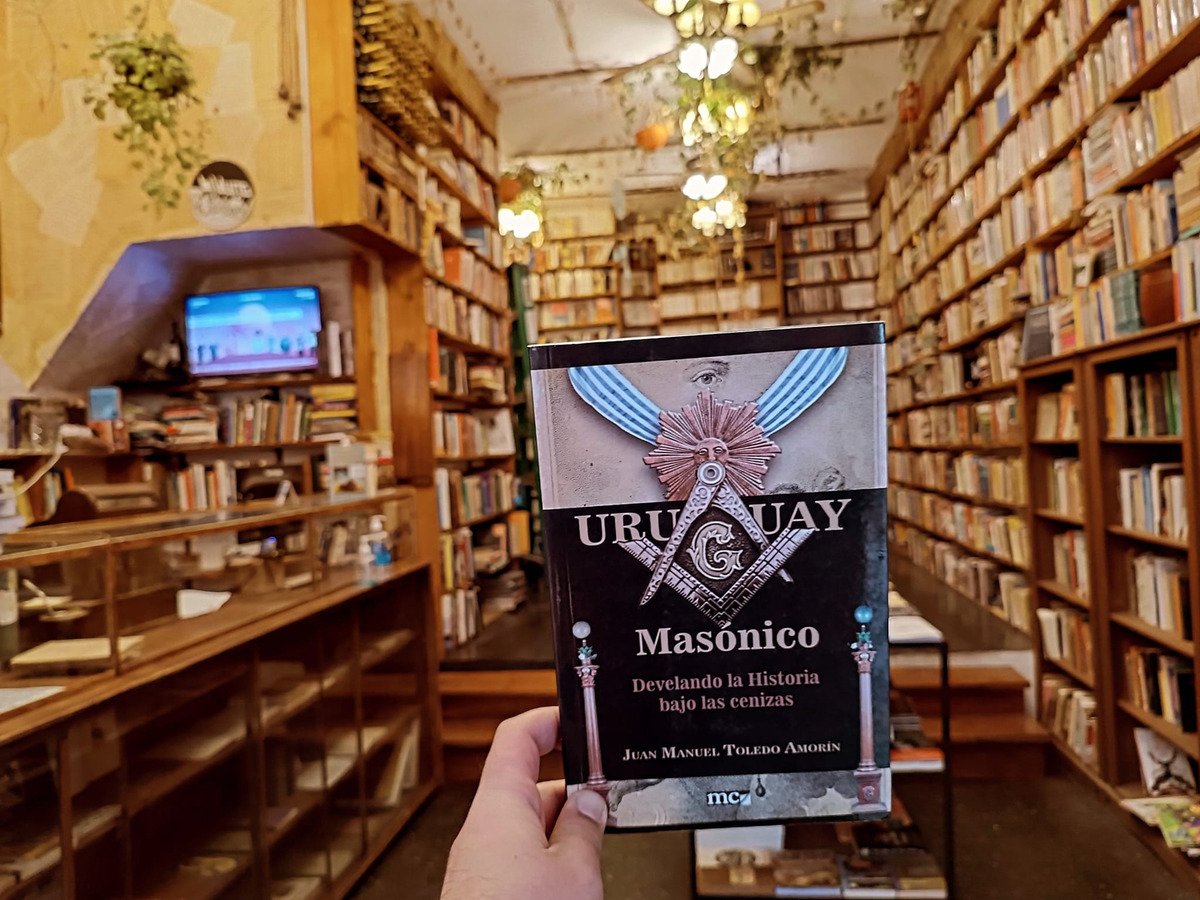 URUGUAY
Masónico
Develando la Historia
bajo las cenizas
JUAN MANUEL TOLEDO AMORÍN
mc